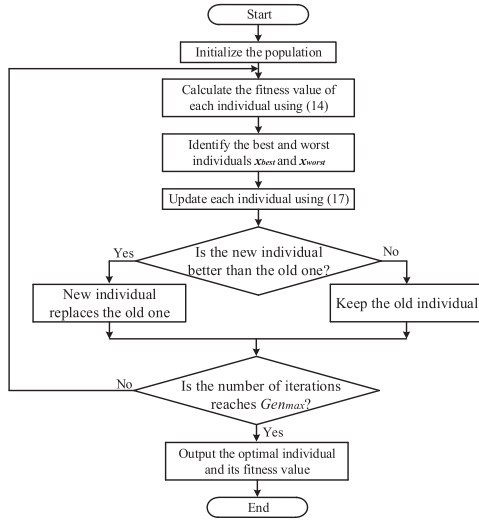 Start
Initialize the population
Calculate the fitness value of
each individual using (14)
Identify the best and worst
individuals xbest and xworst
Update each individual using (17)
Is the new individual
better than the old one?
Yes
No
New individual
replaces the old one
Keep the old individual
Is the number of iterations
reaches Genmax?
No
Yes
Output the optimal individual
and its fitness value
End